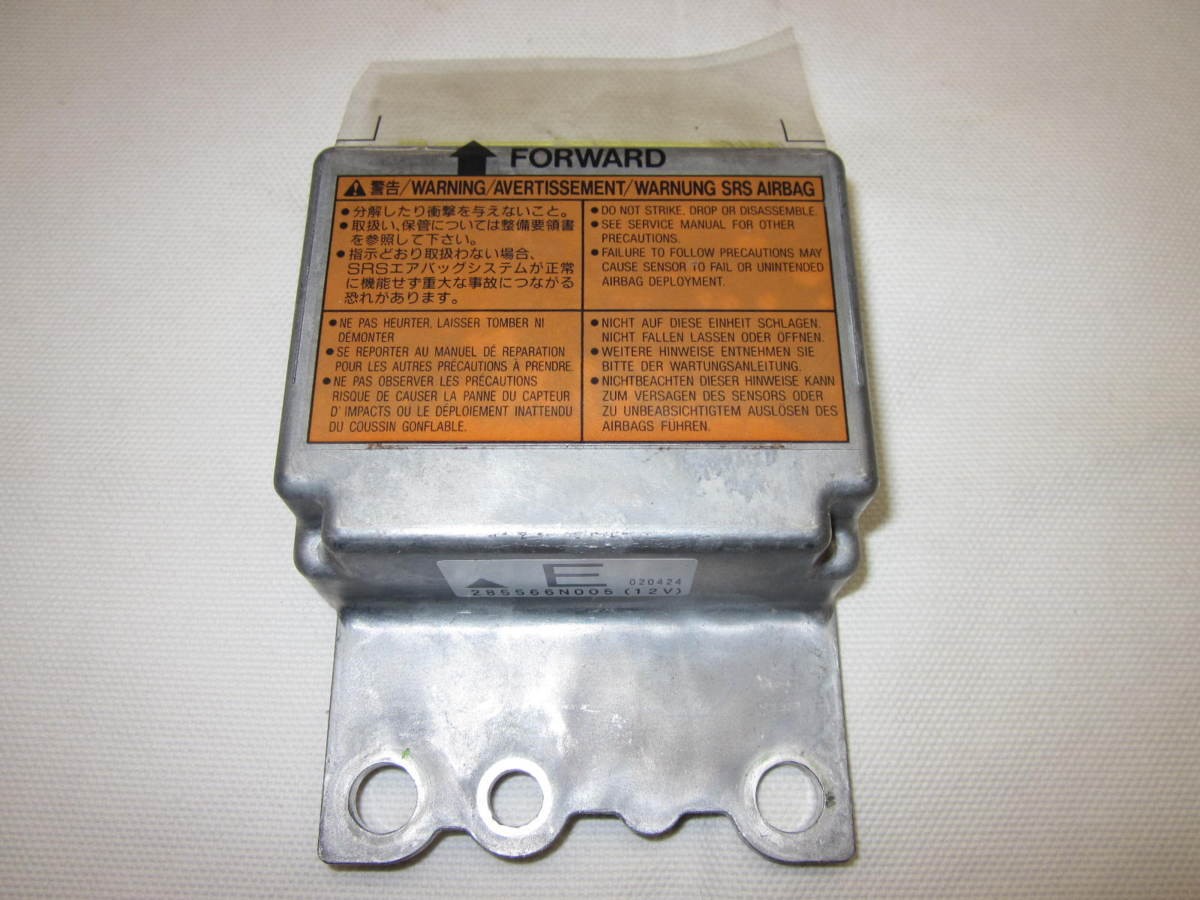 FORWARD
警告/WARNING/AVERTISSEMENT/WARNUNG SRS AIRBAG
●分解したり衝撃を与えないこと。
●取扱い、保管については整備要領書
を参照して下さい。
●指示どおり取扱わない場合、
SRSエアバッグシステムが正常
に機能せず重大な事故につながる
恐れがあります。
●DO NOT STRIKE, DROP OR DISASSEMBLE.
●SEE SERVICE MANUAL FOR OTHER
PRECAUTIONS.
●FAILURE TO FOLLOW PRECAUTIONS MAY
CAUSE SENSOR TO FAIL OR UNINTENDED
AIRBAG DEPLOYMENT.
●NE PAS HEURTER, LAISSER TOMBER NI
DÉMONTER
●SE REPORTER AU MANUEL DE REPARATION
POUR LES AUTRES PRÉCAUTIONS À PRENDRE.
●NE PAS OBSERVER LES PRÉCAUTIONS
RISQUE DE CAUSER LA PANNE DU CAPTEUR
D'IMPACTS OU LE DÉPLOIEMENT INATTENDU
DU COUSSIN GONFLABLE.
●NICHT AUF DIESE EINHEIT SCHLAGEN.
NICHT FALLEN LASSEN ODER ÖFFNEN.
●WEITERE HINWEISE ENTNEHMEN SIE
BITTE DER WARTUNGSANLEITUNG.
●NICHTBEACHTEN DIESER HINWEISE KANN
ZUM VERSAGEN DES SENSORS ODER
ZU UNBEABSICHTIGTEM AUSLÖSEN DES
AIRBAGS FÜHREN.
E 020424
285566N005 (12V)